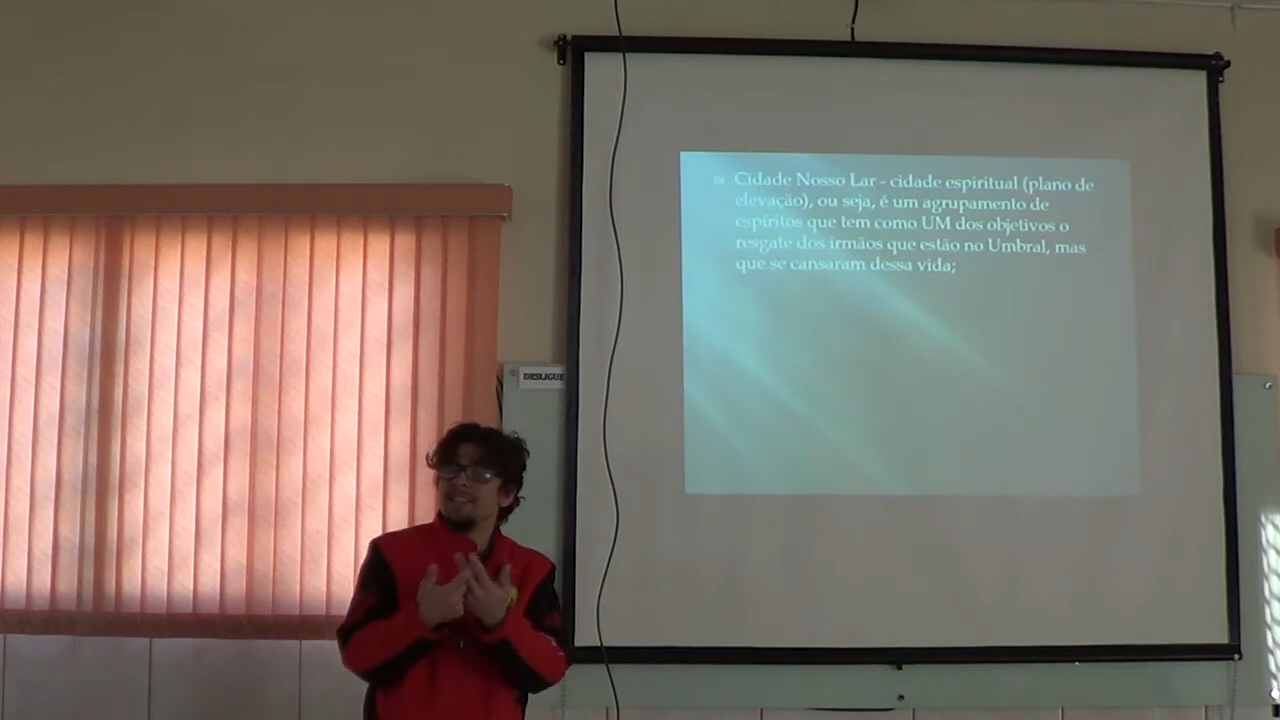 Cidade Nosso Lar - cidade espiritual (plano de
elevação), ou seja, é um agrupamento de
espíritos que tem como UM dos objetivos o
resgate dos irmãos que estão no Umbral, mas
que se cansaram dessa vida;
DESLIGUE